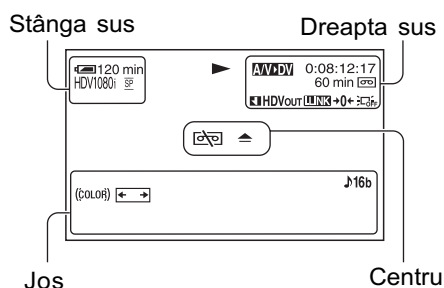 Stânga sus
Dreapta sus
120 min
HDV1080i SP
A/V▶DV 0:08:12:17
60 min
HDVOUT i.LINK →0← OFF
COLOR
♪16b
Jos
Centru